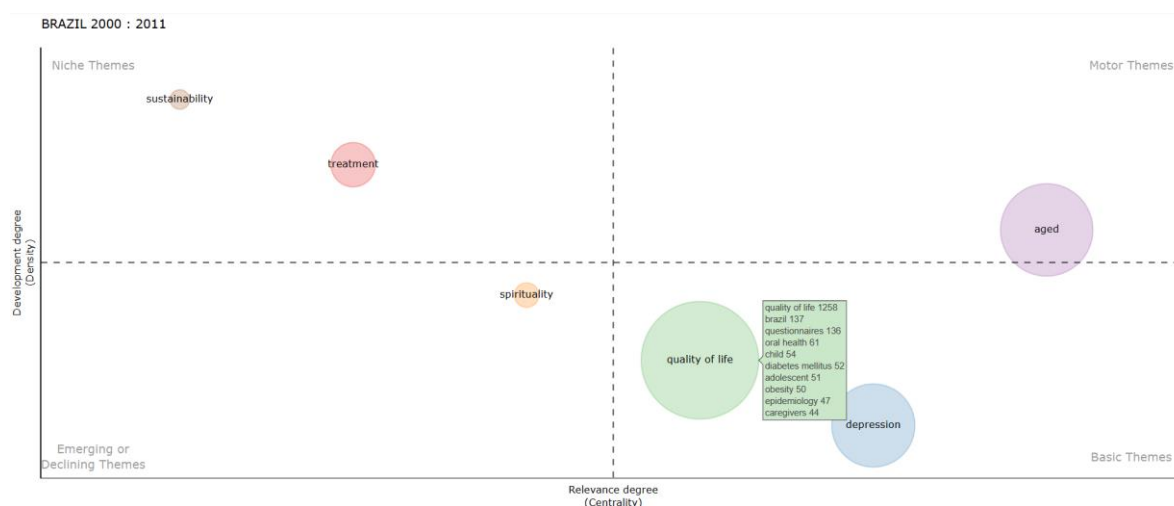 BRAZIL 2000 : 2011
Niche Themes
Motor Themes
sustainability
treatment
aged
Development degree
(Density)
spirituality
quality of life
quality of life 1258
brazil 137
questionnaires 136
oral health 61
child 54
diabetes mellitus 52
adolescent 51
obesity 50
epidemiology 47
caregivers 44
depression
Emerging or
Declining Themes
Basic Themes
Relevance degree
(Centrality)